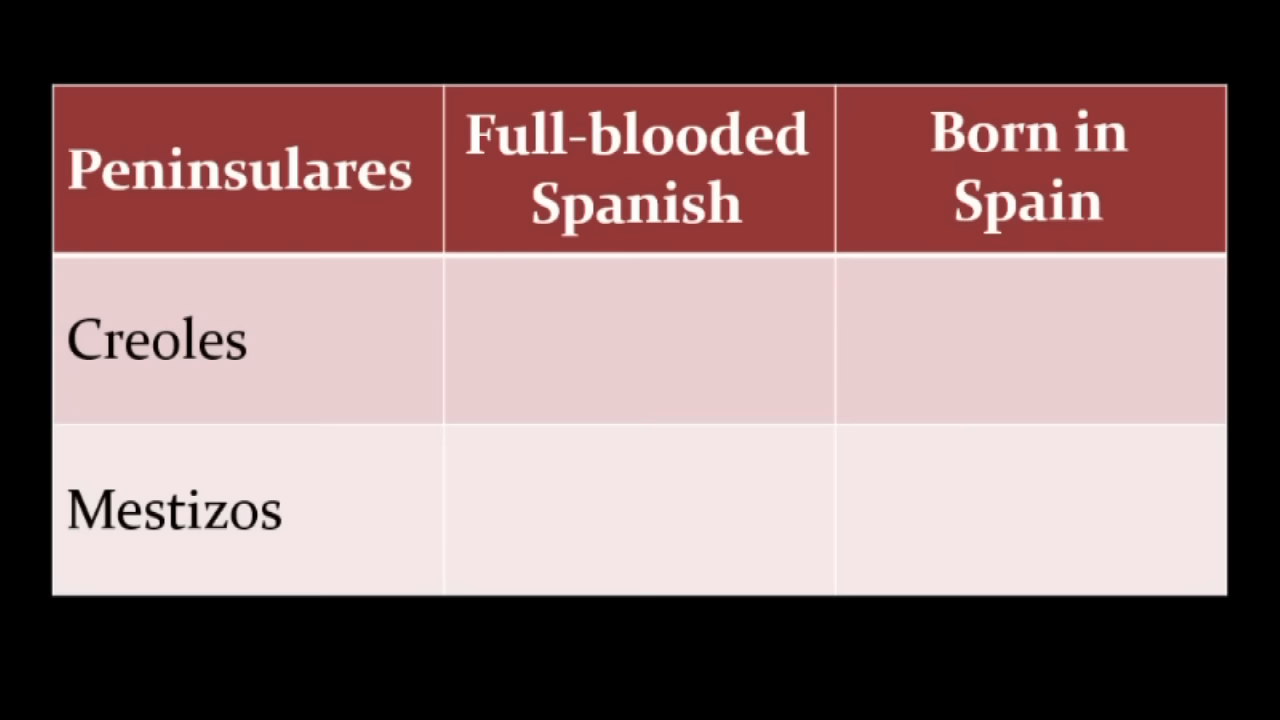 Peninsulares
Full-blooded
Spanish
Born in
Spain
Creoles
Mestizos